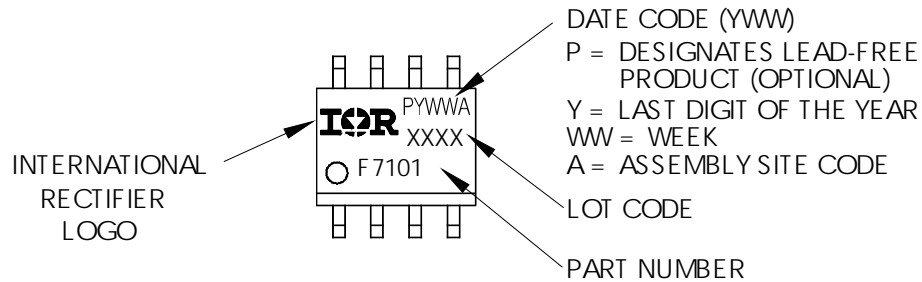 DATE CODE (YWW)
P = DESIGNATES LEAD-FREE
PRODUCT (OPTIONAL)
Y = LAST DIGIT OF THE YEAR
WW = WEEK
A = ASSEMBLY SITE CODE
LOT CODE
PART NUMBER
INTERNATIONAL
RECTIFIER
LOGO
IOR
PYWWA
XXXX
F7101